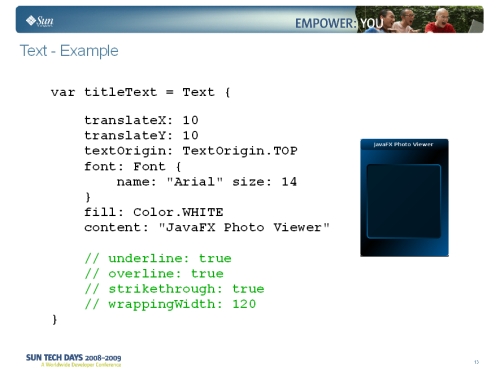 Sun
EMPOWER: YOU
Text - Example
var titleText = Text {
translateX: 10
translateY: 10
textOrigin: TextOrigin.TOP
font: Font {
name: "Arial" size: 14
}
fill: Color.WHITE
content: "JavaFX Photo Viewer"
// underline: true
// overline: true
// strikethrough: true
// wrappingWidth: 120
}
JavaFX Photo Viewer
SUN TECH DAYS 2008-2009
A Worldwide Developer Conference